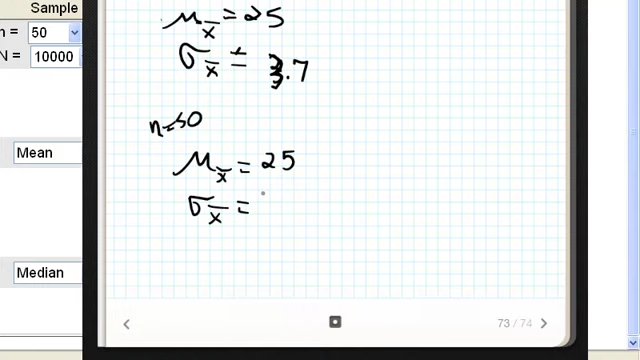 Sample
n = 50
N = 10000
Mean
Median
μx̄ = 25
σx̄ = 3.7
n=50
μx̄ = 25
σx̄ =
73 / 74